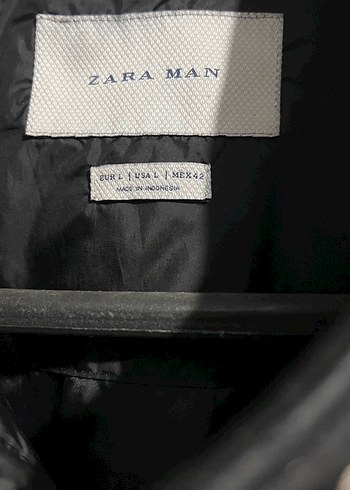 ZARA MAN
EUR L | USA L | MEX 42
MADE IN INDONESIA